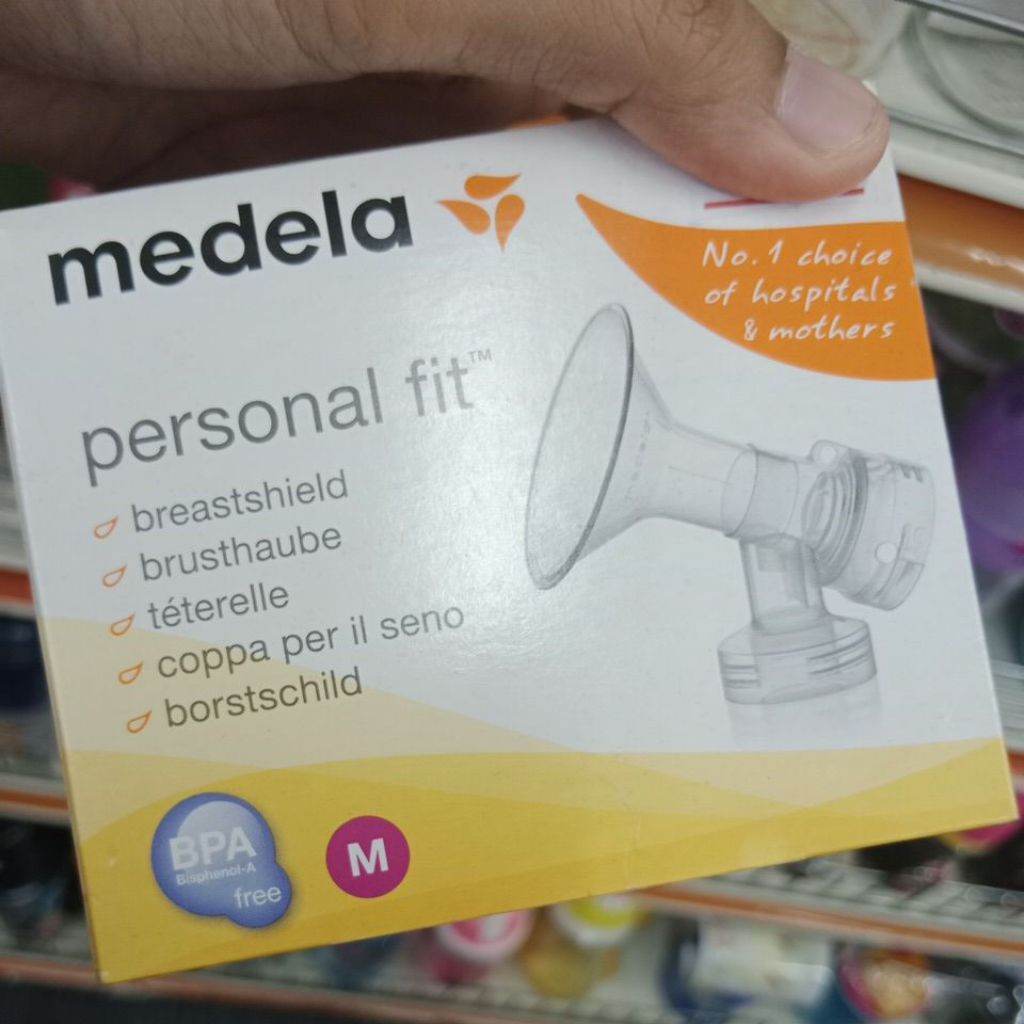 medela
No. 1 choice
of hospitals
& mothers
personal fit™
breastshield
brusthaube
téterelle
coppa per il seno
borstschild
BPA
Bisphenol-A
free
M